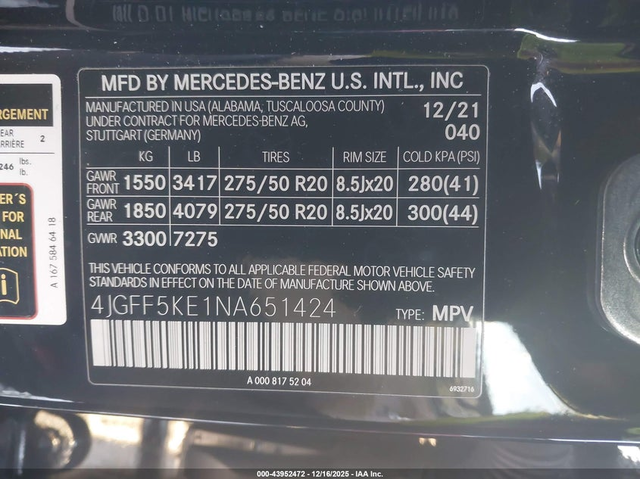 MFD BY MERCEDES-BENZ U.S. INTL., INC
MANUFACTURED IN USA (ALABAMA, TUSCALOOSA COUNTY) 12/21
UNDER CONTRACT FOR MERCEDES-BENZ AG, 040
STUTTGART (GERMANY)
KG LB TIRES RIM SIZE COLD KPA (PSI)
GAWR FRONT 1550 3417 275/50 R20 8.5Jx20 280(41)
GAWR REAR 1850 4079 275/50 R20 8.5Jx20 300(44)
GVWR 3300 7275
THIS VEHICLE CONFORMS TO ALL APPLICABLE FEDERAL MOTOR VEHICLE SAFETY
STANDARDS IN EFFECT ON THE DATE OF MANUFACTURE SHOWN ABOVE.
4JGFF5KE1NA651424 TYPE: MPV
A 000 817 52 04 6932716
2
246 lbs.
lb.
FOR
A 167 584 64 18
000-43952472 - 12/16/2025 - IAA Inc.